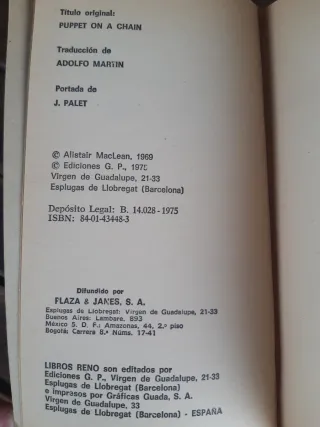 Título original:
PUPPET ON A CHAIN
Traducción de
ADOLFO MARTIN
Portada de
J. PALET
© Alistair MacLean, 1969
© Ediciones G. P., 1975
Virgen de Guadalupe, 21-33
Esplugas de Llobregat (Barcelona)
Depósito Legal: B. 14.028-1975
ISBN: 84-01-43448-3
Difundido por
PLAZA & JANES, S. A.
Esplugas de Llobregat: Virgen de Guadalupe, 21-33
Buenos Aires: Lambare. 893
México 5. D. F.: Amazonas, 44, 2.º piso
Bogotá: Carrera 8.ª Núms. 17-41
LIBROS RENO son editados por
Ediciones G. P., Virgen de Guadalupe, 21-33
Esplugas de Llobregat (Barcelona)
e impresos por Gráficas Guada, S. A.
Virgen de Guadalupe, 33
Esplugas de Llobregat (Barcelona) - ESPAÑA